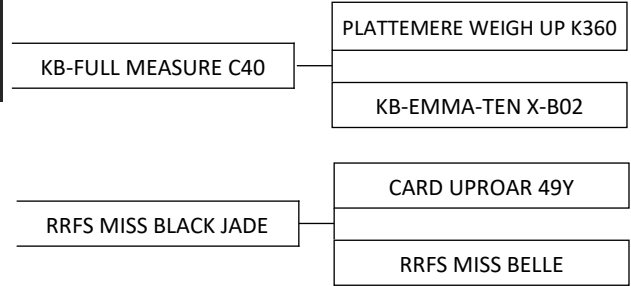 PLATTEMERE WEIGH UP K360
KB-FULL MEASURE C40
KB-EMMA-TEN X-B02
CARD UPROAR 49Y
RRFS MISS BLACK JADE
RRFS MISS BELLE